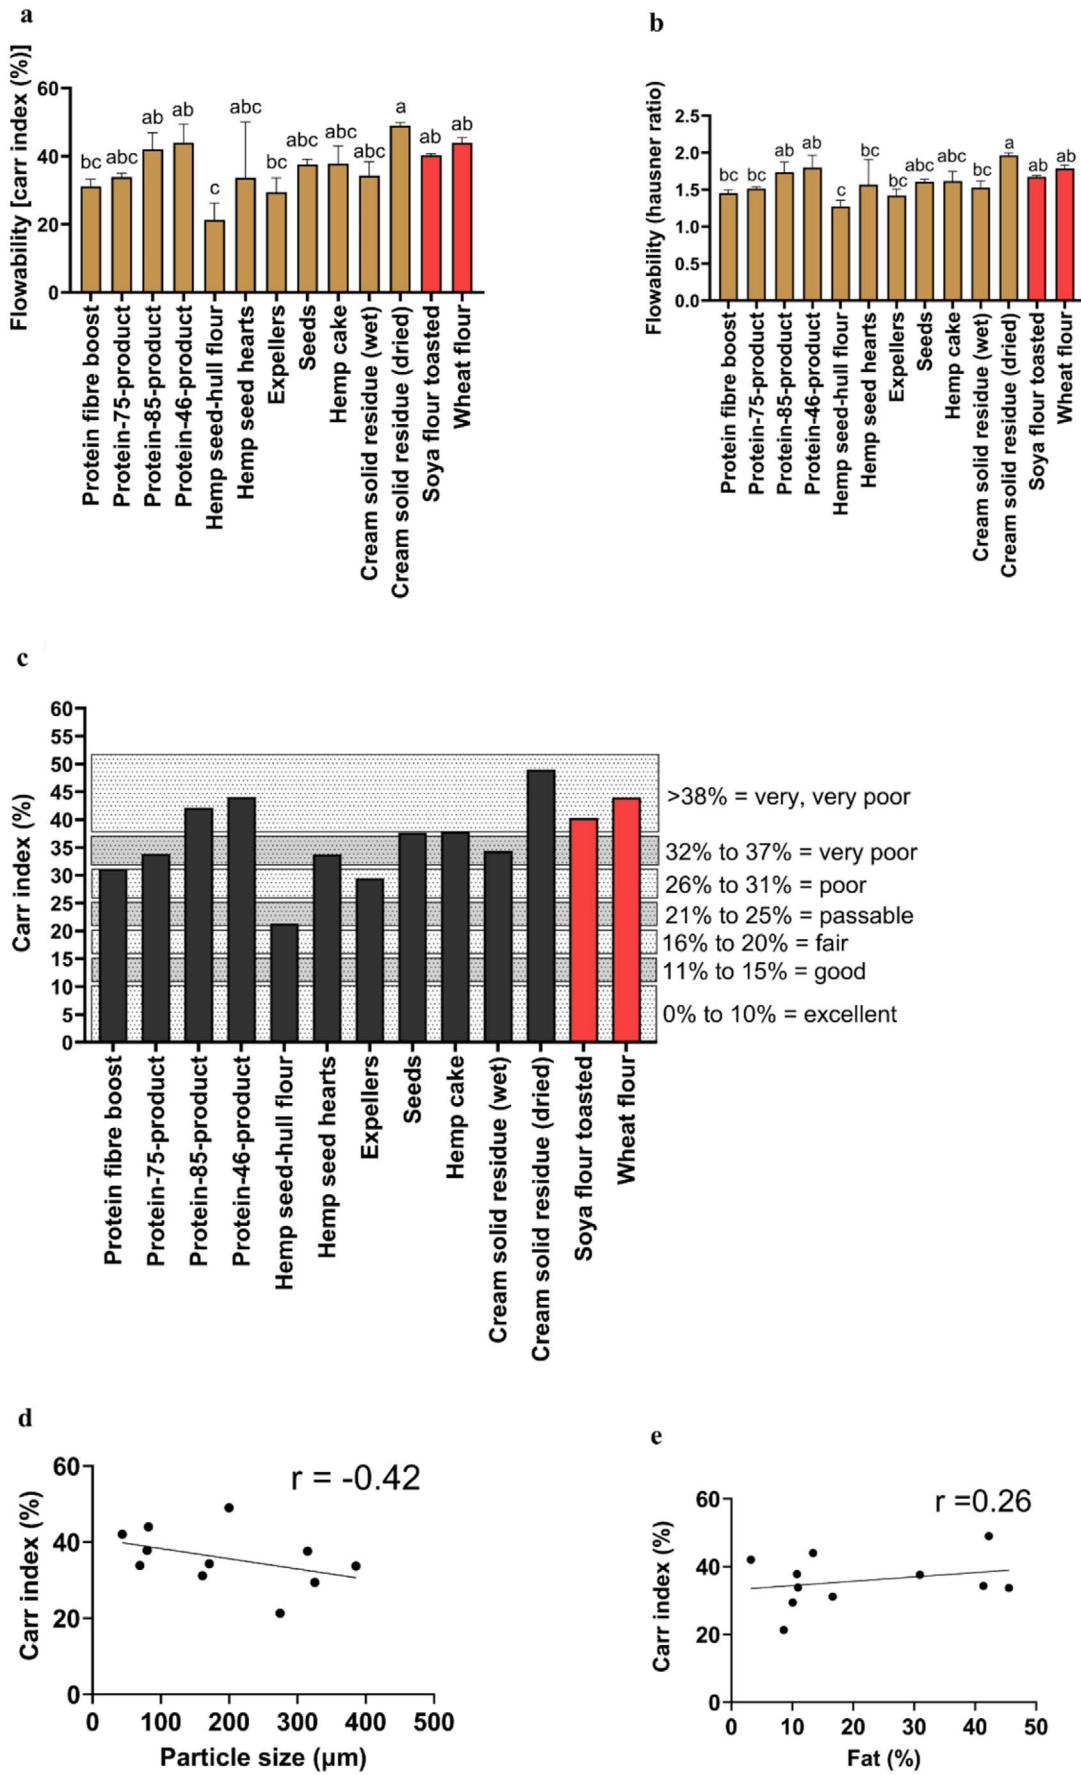 a
Flowability [carr index (%)]
60
40
20
0
bc
abc
ab
ab
c
abc
bc
abc
abc
abc
a
ab
ab
Protein fibre boost
Protein-75-product
Protein-85-product
Protein-46-product
Hemp seed-hull flour
Hemp seed hearts
Expellers
Seeds
Hemp cake
Cream solid residue (wet)
Cream solid residue (dried)
Soya flour toasted
Wheat flour
b
Flowability (hausner ratio)
2.5
2.0
1.5
1.0
0.5
0.0
bc
bc
ab
ab
c
bc
bc
abc
abc
bc
a
ab
ab
Protein fibre boost
Protein-75-product
Protein-85-product
Protein-46-product
Hemp seed-hull flour
Hemp seed hearts
Expellers
Seeds
Hemp cake
Cream solid residue (wet)
Cream solid residue (dried)
Soya flour toasted
Wheat flour
c
Carr index (%)
60
55
50
45
40
35
30
25
20
15
10
5
0
>38% = very, very poor
32% to 37% = very poor
26% to 31% = poor
21% to 25% = passable
16% to 20% = fair
11% to 15% = good
0% to 10% = excellent
Protein fibre boost
Protein-75-product
Protein-85-product
Protein-46-product
Hemp seed-hull flour
Hemp seed hearts
Expellers
Seeds
Hemp cake
Cream solid residue (wet)
Cream solid residue (dried)
Soya flour toasted
Wheat flour
d
Carr index (%)
60
40
20
0
r = -0.42
0 100 200 300 400 500
Particle size (µm)
e
Carr index (%)
60
40
20
0
r =0.26
0 10 20 30 40 50
Fat (%)